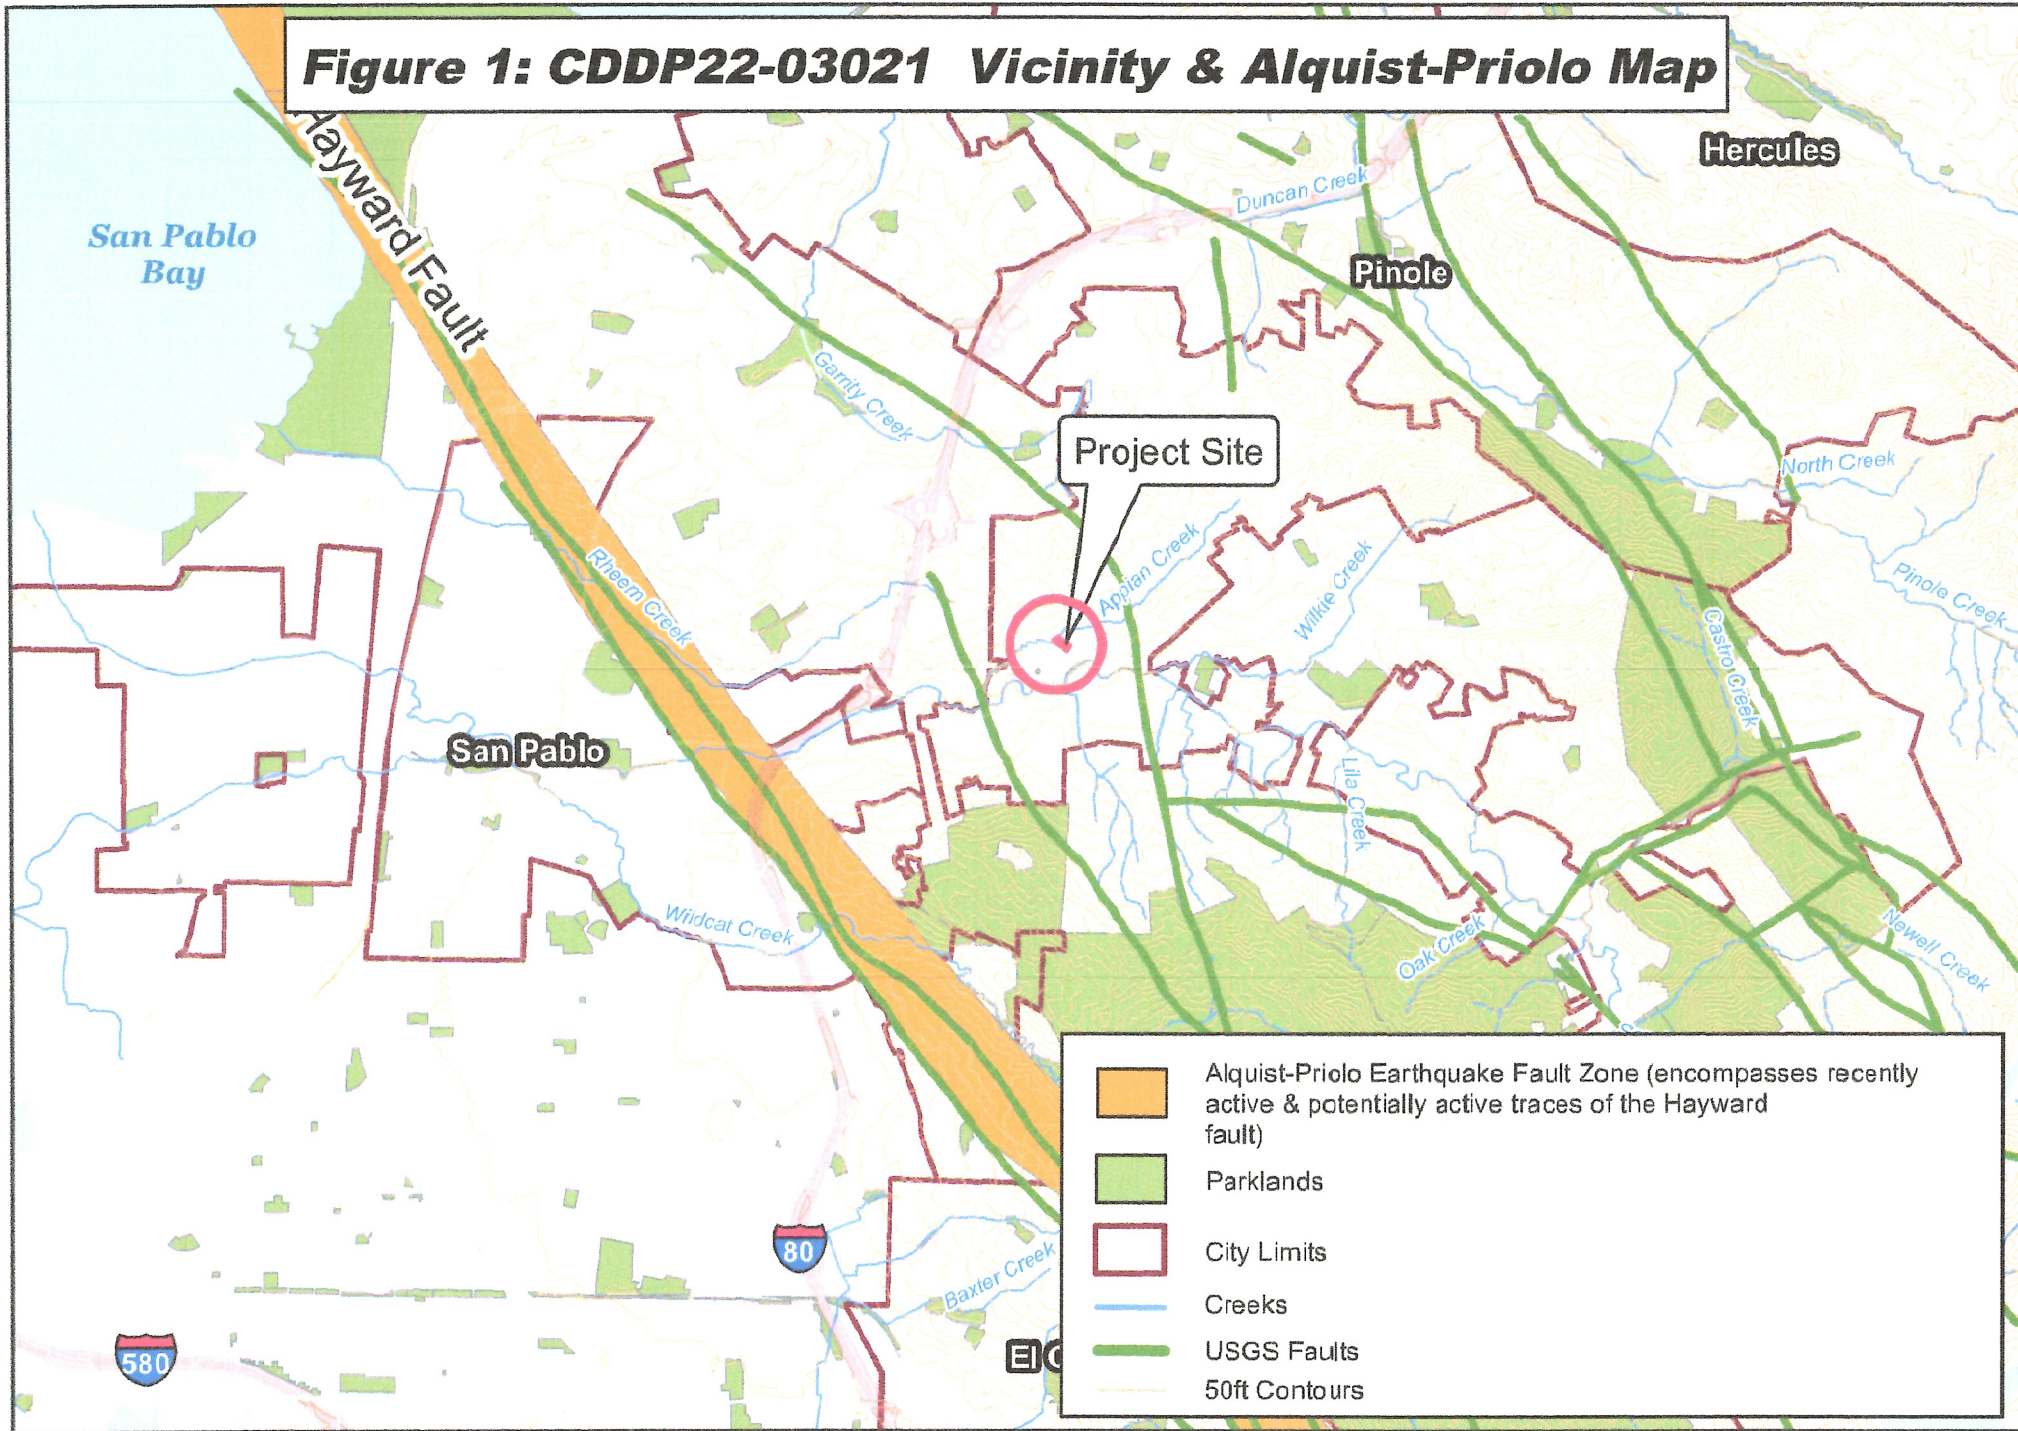 Figure 1: CDDP22-03021 Vicinity & Alquist-Priolo Map
Hercules
Hayward Fault
San Pablo
Bay
Duncan Creek
Pinole
Garrity Creek
Project Site
North Creek
Appian Creek
Wilkie Creek
Rheem Creek
Pinole Creek
Castro Creek
San Pablo
Lila Creek
Wildcat Creek
Oak Creek
Newell Creek
80
Baxter Creek
580
El
Alquist-Priolo Earthquake Fault Zone (encompasses recently
active & potentially active traces of the Hayward
fault)
Parklands
City Limits
Creeks
USGS Faults
50ft Contours